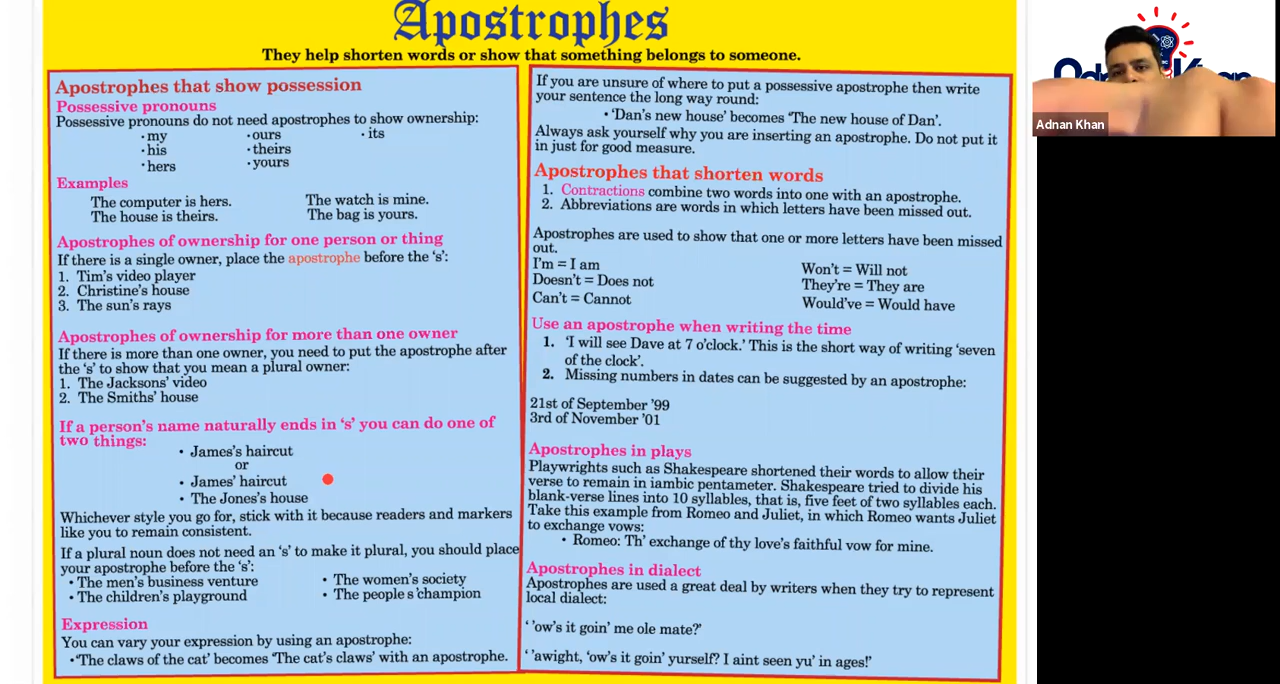 Apostrophes
They help shorten words or show that something belongs to someone.
Apostrophes that show possession
Possessive pronouns
Possessive pronouns do not need apostrophes to show ownership:
·my ·ours ·its
·his ·theirs
·hers ·yours
Examples
The computer is hers. The watch is mine.
The house is theirs. The bag is yours.
Apostrophes of ownership for one person or thing
If there is a single owner, place the apostrophe before the ‘s’:
1. Tim’s video player
2. Christine’s house
3. The sun’s rays
Apostrophes of ownership for more than one owner
If there is more than one owner, you need to put the apostrophe after
the ‘s’ to show that you mean a plural owner:
1. The Jacksons’ video
2. The Smiths’ house
If a person’s name naturally ends in ‘s’ you can do one of
two things:
• James’s haircut
or
• James’ haircut
• The Jones’s house
Whichever style you go for, stick with it because readers and markers
like you to remain consistent.
If a plural noun does not need an ‘s’ to make it plural, you should place
your apostrophe before the ‘s’:
• The men’s business venture • The women’s society
• The children’s playground • The people s ’champion
Expression
You can vary your expression by using an apostrophe:
•‘The claws of the cat’ becomes ‘The cat’s claws’ with an apostrophe.
If you are unsure of where to put a possessive apostrophe then write
your sentence the long way round:
•‘Dan’s new house’ becomes ‘The new house of Dan’.
Always ask yourself why you are inserting an apostrophe. Do not put it
in just for good measure.
Apostrophes that shorten words
1. Contractions combine two words into one with an apostrophe.
2. Abbreviations are words in which letters have been missed out.
Apostrophes are used to show that one or more letters have been missed
out.
I’m = I am Won’t = Will not
Doesn’t = Does not They’re = They are
Can’t = Cannot Would’ve = Would have
Use an apostrophe when writing the time
1. ‘I will see Dave at 7 o’clock.’ This is the short way of writing ‘seven
of the clock’.
2. Missing numbers in dates can be suggested by an apostrophe:
21st of September ’99
3rd of November ’01
Apostrophes in plays
Playwrights such as Shakespeare shortened their words to allow their
verse to remain in iambic pentameter. Shakespeare tried to divide his
blank-verse lines into 10 syllables, that is, five feet of two syllables each.
Take this example from Romeo and Juliet, in which Romeo wants Juliet
to exchange vows:
• Romeo: Th’ exchange of thy love’s faithful vow for mine.
Apostrophes in dialect
Apostrophes are used a great deal by writers when they try to represent
local dialect:
‘ ’ow’s it goin’ me ole mate?’
‘ ’awight, ‘ow’s it goin’ yurself? I aint seen yu’ in ages!’
Adnan Khan